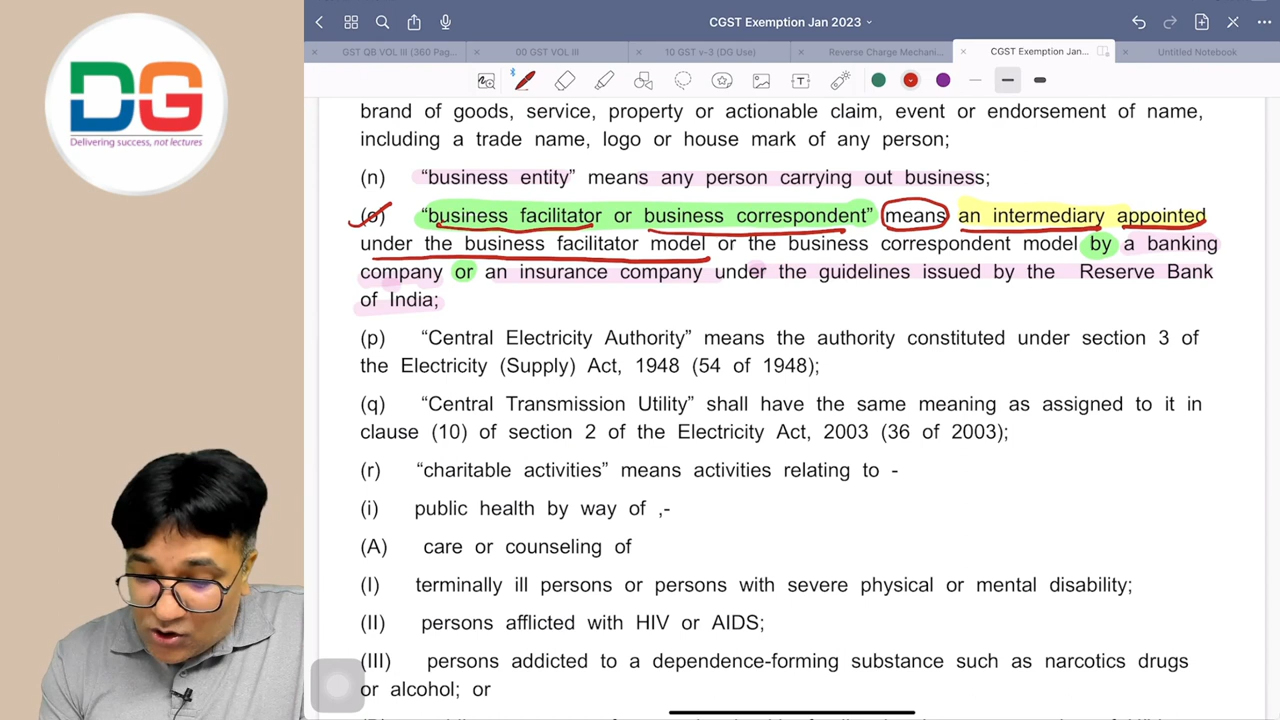 DG
Delivering success, not lectures
CGST Exemption Jan 2023
GST QB VOL III (360 Pag...
00 GST VOL III
10 GST v-3 (DG Use)
Reverse Charge Mechani...
CGST Exemption Jan...
Untitled Notebook
brand of goods, service, property or actionable claim, event or endorsement of name,
including a trade name, logo or house mark of any person;
(n) “business entity” means any person carrying out business;
(o) “business facilitator or business correspondent” means an intermediary appointed
under the business facilitator model or the business correspondent model by a banking
company or an insurance company under the guidelines issued by the Reserve Bank
of India;
(p) “Central Electricity Authority” means the authority constituted under section 3 of
the Electricity (Supply) Act, 1948 (54 of 1948);
(q) “Central Transmission Utility” shall have the same meaning as assigned to it in
clause (10) of section 2 of the Electricity Act, 2003 (36 of 2003);
(r) “charitable activities” means activities relating to -
(i) public health by way of ,-
(A) care or counseling of
(I) terminally ill persons or persons with severe physical or mental disability;
(II) persons afflicted with HIV or AIDS;
(III) persons addicted to a dependence-forming substance such as narcotics drugs
or alcohol; or